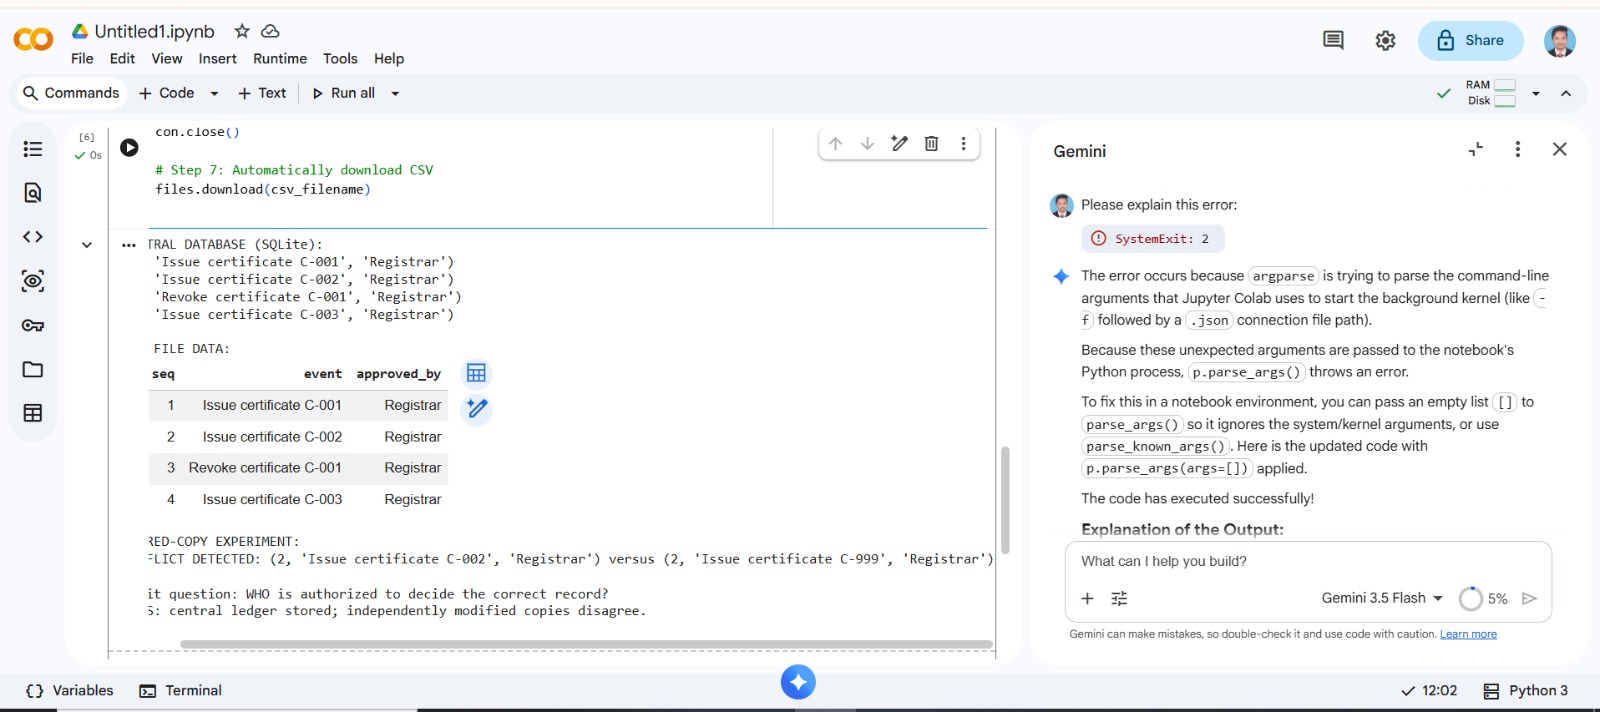 Untitled1.ipynb
File Edit View Insert Runtime Tools Help
Share
Commands + Code + Text Run all
RAM
Disk
[6]
0s
con.close()
# Step 7: Automatically download CSV
files.download(csv_filename)
TRAL DATABASE (SQLite):
'Issue certificate C-001', 'Registrar')
'Issue certificate C-002', 'Registrar')
'Revoke certificate C-001', 'Registrar')
'Issue certificate C-003', 'Registrar')
FILE DATA:
seq event approved_by
1 Issue certificate C-001 Registrar
2 Issue certificate C-002 Registrar
3 Revoke certificate C-001 Registrar
4 Issue certificate C-003 Registrar
RED-COPY EXPERIMENT:
FLICT DETECTED: (2, 'Issue certificate C-002', 'Registrar') versus (2, 'Issue certificate C-999', 'Registrar')
it question: WHO is authorized to decide the correct record?
S: central ledger stored; independently modified copies disagree.
Gemini
Please explain this error:
SystemExit: 2
The error occurs because argparse is trying to parse the command-line
arguments that Jupyter Colab uses to start the background kernel (like -
f followed by a .json connection file path).
Because these unexpected arguments are passed to the notebook's
Python process, p.parse_args() throws an error.
To fix this in a notebook environment, you can pass an empty list [] to
parse_args() so it ignores the system/kernel arguments, or use
parse_known_args(). Here is the updated code with
p.parse_args(args=[]) applied.
The code has executed successfully!
Explanation of the Output:
What can I help you build?
Gemini 3.5 Flash 5%
Gemini can make mistakes, so double-check it and use code with caution. Learn more
Variables Terminal
12:02 Python 3